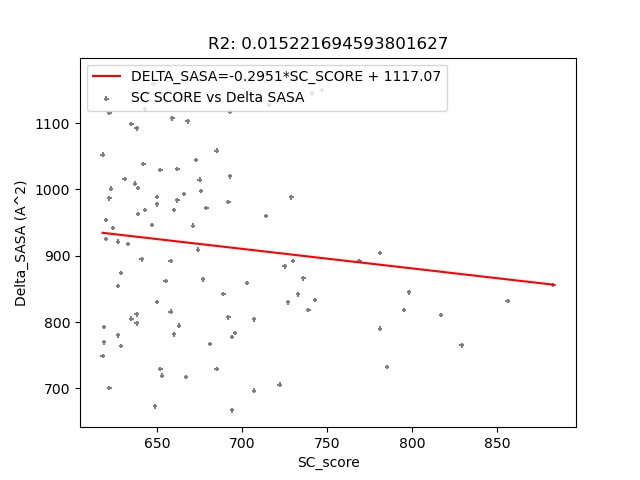 R2: 0.015221694593801627
DELTA_SASA=-0.2951*SC_SCORE + 1117.07
SC SCORE vs Delta SASA
1100
1000
900
800
700
Delta_SASA (A^2)
650 700 750 800 850
SC_score